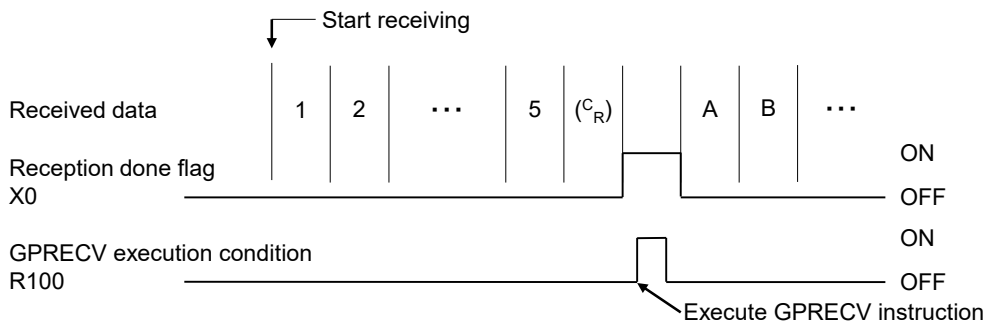 Start receiving
Received data 1 2 ··· 5 (CR) A B ···
Reception done flag ON
X0 OFF
GPRECV execution condition ON
R100 OFF
Execute GPRECV instruction